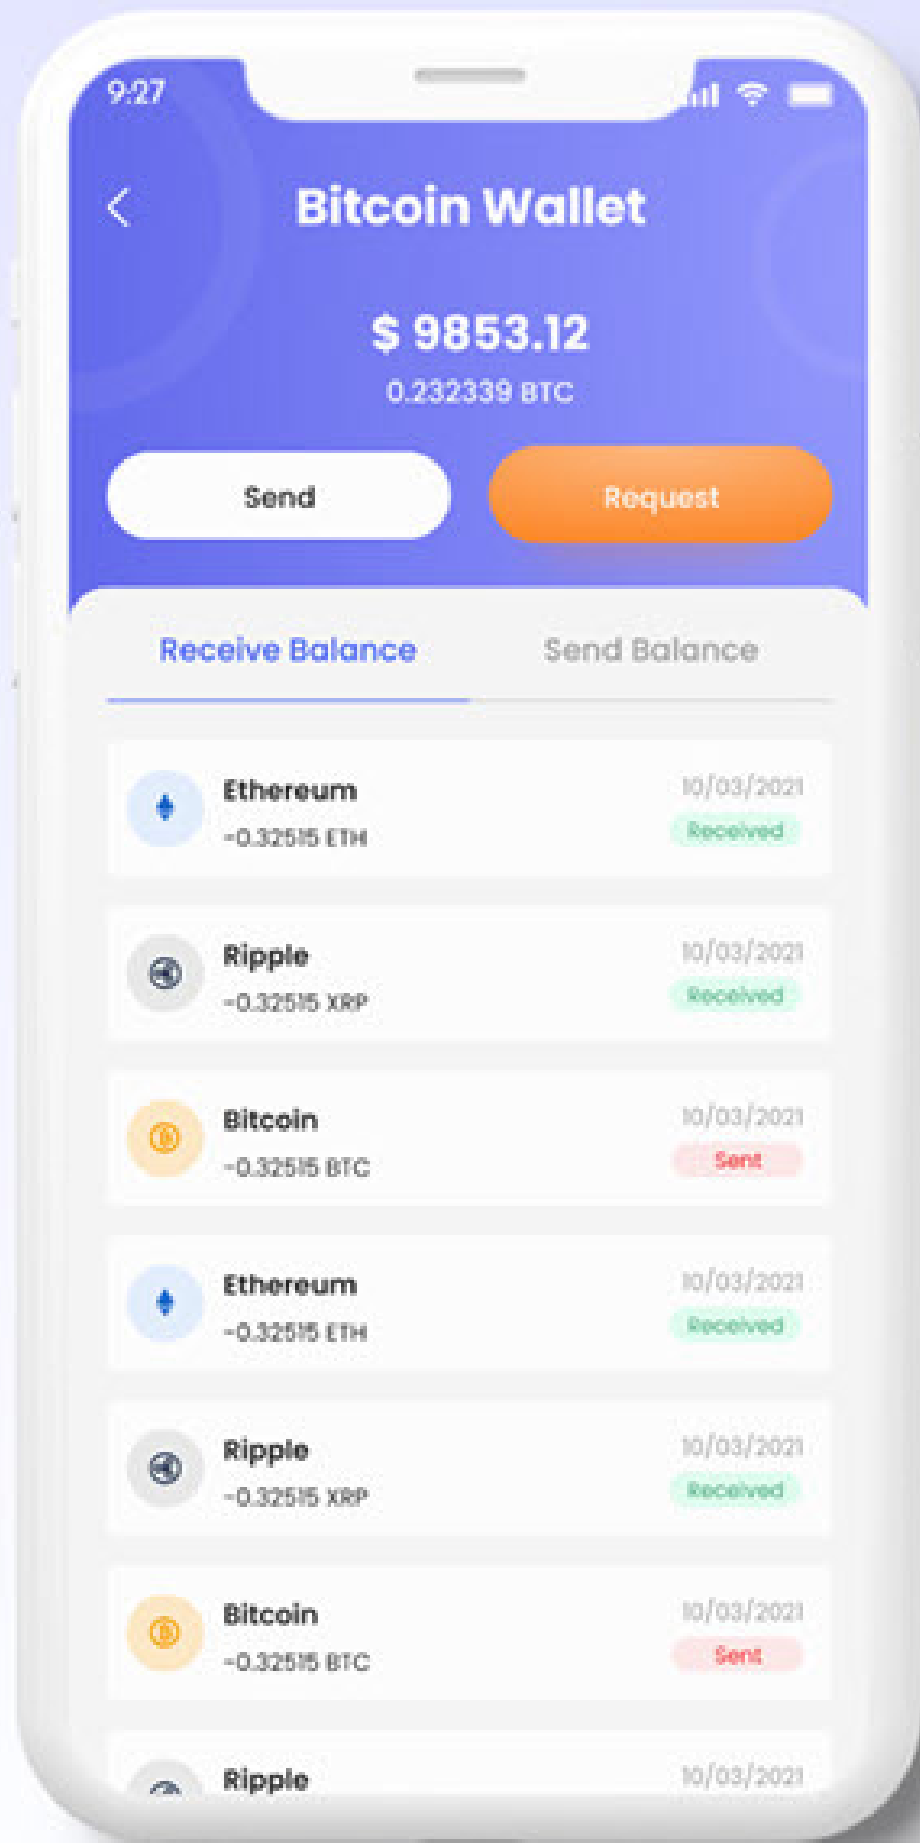 9:27
Bitcoin Wallet
$ 9853.12
0.232339 BTC
Send
Request
Receive Balance
Send Balance
Ethereum
10/03/2021
-0.32515 ETH
Received
Ripple
10/03/2021
-0.32515 XRP
Received
Bitcoin
10/03/2021
-0.32515 BTC
Sent
Ethereum
10/03/2021
-0.32515 ETH
Received
Ripple
10/03/2021
-0.32515 XRP
Received
Bitcoin
10/03/2021
-0.32515 BTC
Sent
Ripple
10/03/2021